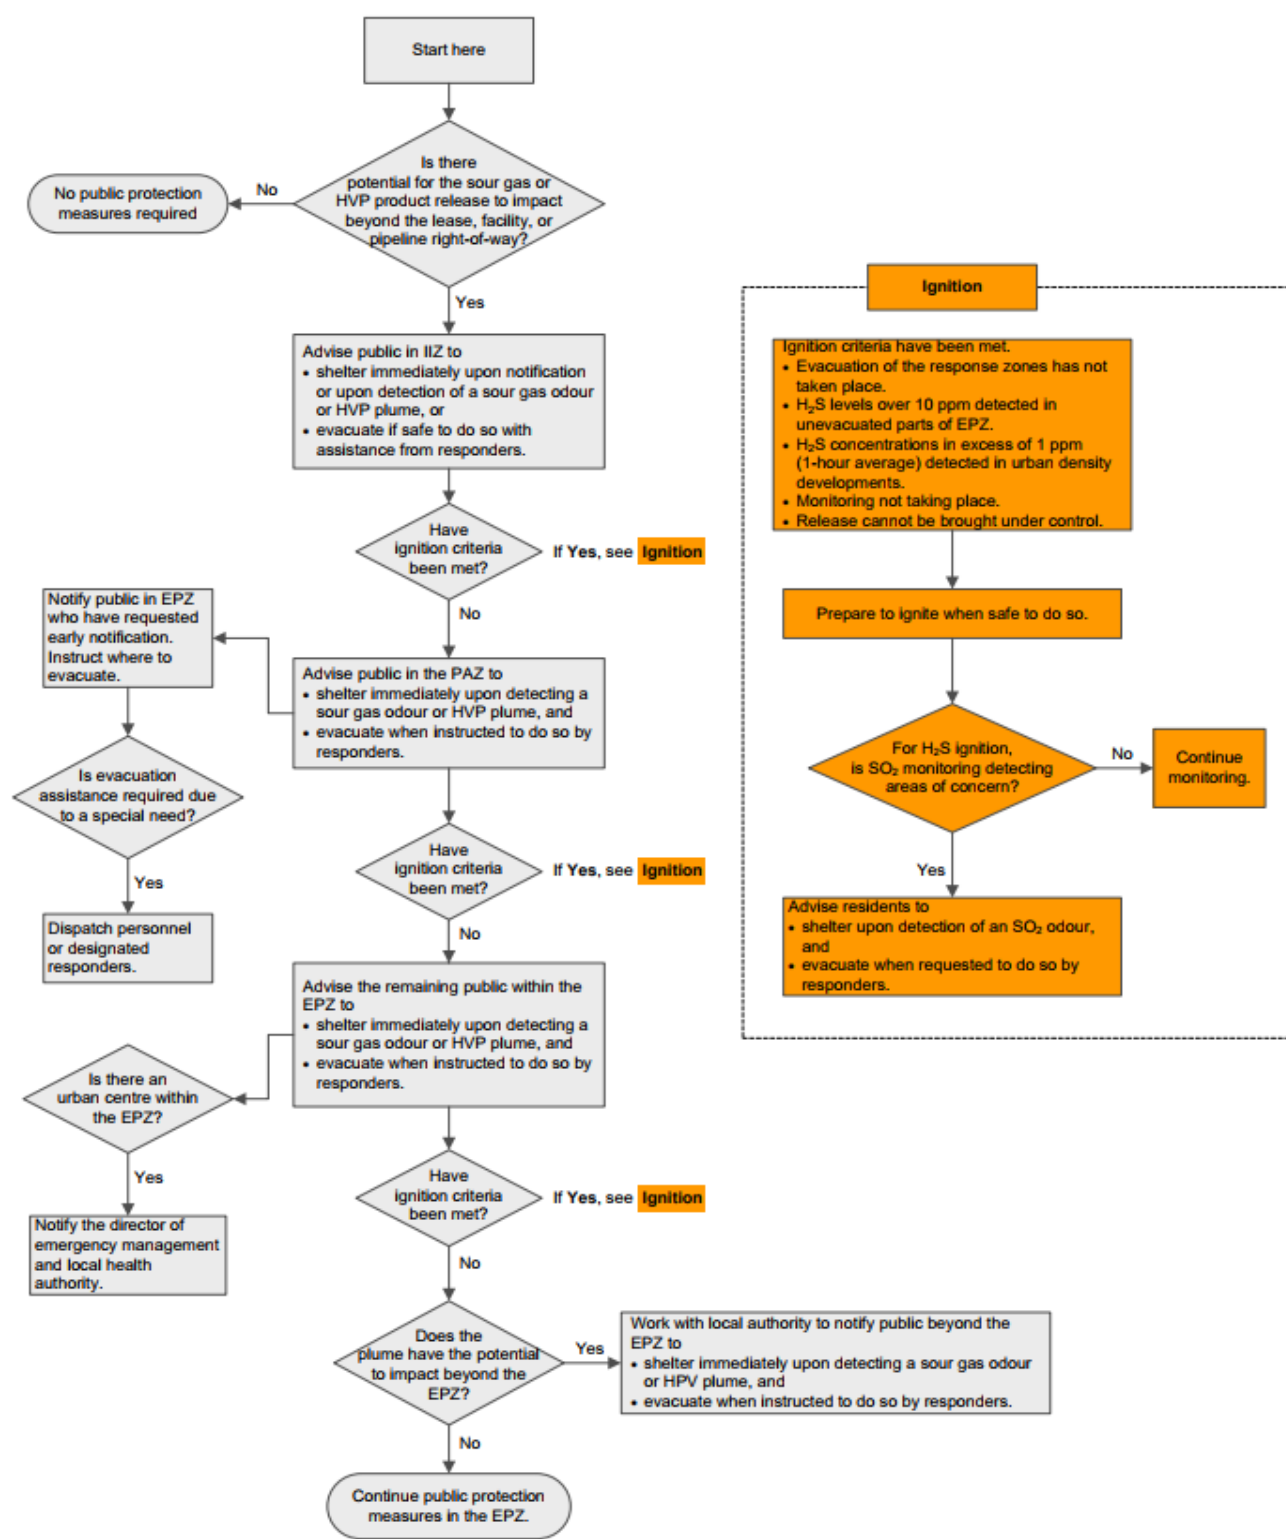 Start here
Is there
potential for the sour gas or
HVP product release to impact
beyond the lease, facility, or
pipeline right-of-way?
No
No public protection
measures required
Yes
Advise public in IIZ to
• shelter immediately upon notification
or upon detection of a sour gas odour
or HVP plume, or
• evacuate if safe to do so with
assistance from responders.
Have
ignition criteria
been met?
If Yes, see Ignition
No
Advise public in the PAZ to
• shelter immediately upon detecting a
sour gas odour or HVP plume, and
• evacuate when instructed to do so by
responders.
Notify public in EPZ
who have requested
early notification.
Instruct where to
evacuate.
Is evacuation
assistance required due
to a special need?
Yes
Dispatch personnel
or designated
responders.
Have
ignition criteria
been met?
If Yes, see Ignition
No
Advise the remaining public within the
EPZ to
• shelter immediately upon detecting a
sour gas odour or HVP plume, and
• evacuate when instructed to do so by
responders.
Is there an
urban centre within
the EPZ?
Yes
Notify the director of
emergency management
and local health
authority.
Have
ignition criteria
been met?
If Yes, see Ignition
No
Does the
plume have the potential
to impact beyond the
EPZ?
Yes
Work with local authority to notify public beyond the
EPZ to
• shelter immediately upon detecting a sour gas odour
or HPV plume, and
• evacuate when instructed to do so by responders.
No
Continue public protection
measures in the EPZ.
Ignition
Ignition criteria have been met.
• Evacuation of the response zones has not
taken place.
• H₂S levels over 10 ppm detected in
unevacuated parts of EPZ.
• H₂S concentrations in excess of 1 ppm
(1-hour average) detected in urban density
developments.
• Monitoring not taking place.
• Release cannot be brought under control.
Prepare to ignite when safe to do so.
For H₂S ignition,
is SO₂ monitoring detecting
areas of concern?
No
Continue
monitoring.
Yes
Advise residents to
• shelter upon detection of an SO₂ odour,
and
• evacuate when requested to do so by
responders.